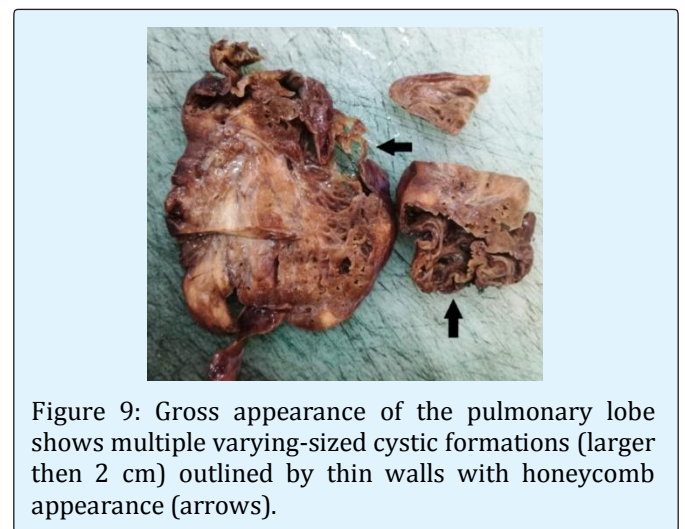 Figure 9: Gross appearance of the pulmonary lobe
shows multiple varying-sized cystic formations (larger
then 2 cm) outlined by thin walls with honeycomb
appearance (arrows).